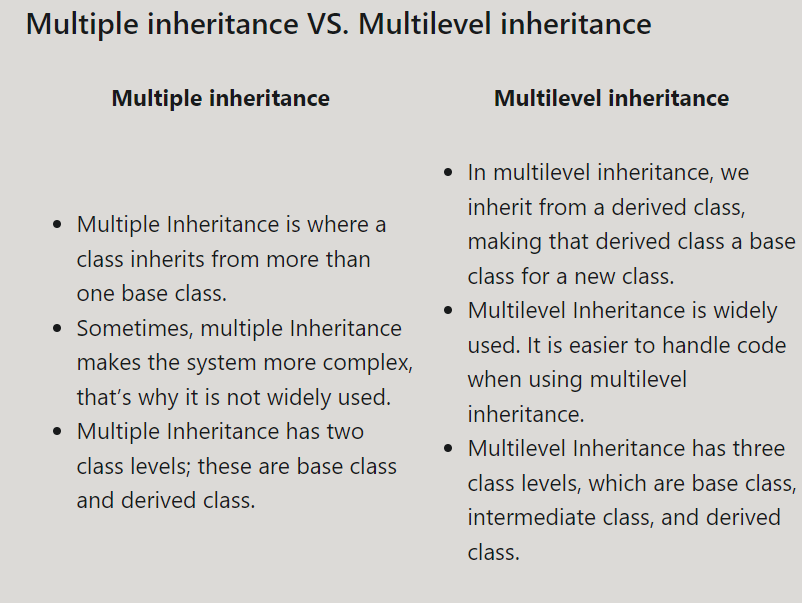 Multiple inheritance VS. Multilevel inheritance
Multiple inheritance
• Multiple Inheritance is where a
class inherits from more than
one base class.
• Sometimes, multiple Inheritance
makes the system more complex,
that’s why it is not widely used.
• Multiple Inheritance has two
class levels; these are base class
and derived class.
Multilevel inheritance
• In multilevel inheritance, we
inherit from a derived class,
making that derived class a base
class for a new class.
• Multilevel Inheritance is widely
used. It is easier to handle code
when using multilevel
inheritance.
• Multilevel Inheritance has three
class levels, which are base class,
intermediate class, and derived
class.